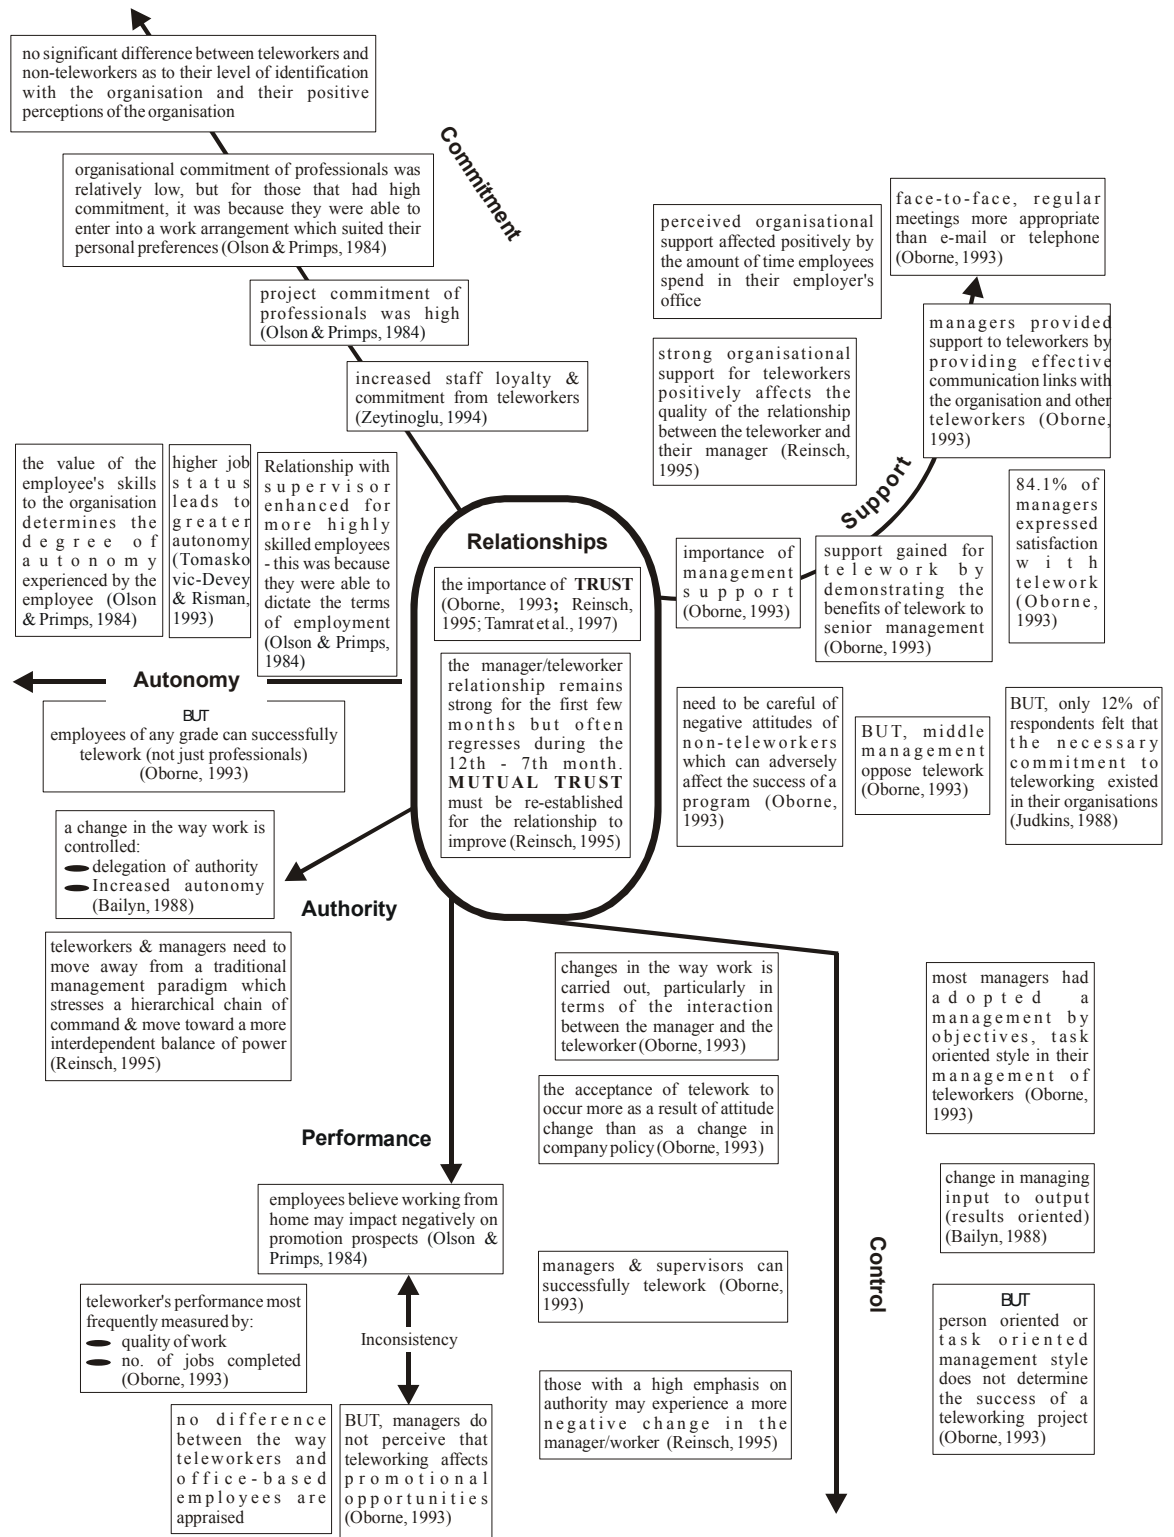 no significant difference between teleworkers and
non-teleworkers as to their level of identification
with the organisation and their positive
perceptions of the organisation
Commitment
organisational commitment of professionals was
relatively low, but for those that had high
commitment, it was because they were able to
enter into a work arrangement which suited their
personal preferences (Olson & Primps, 1984)
project commitment of
professionals was high
(Olson & Primps, 1984)
increased staff loyalty &
commitment from teleworkers
(Zeytinoglu, 1994)
perceived organisational
support affected positively by
the amount of time employees
spend in their employer's
office
face-to-face, regular
meetings more appropriate
than e-mail or telephone
(Oborne, 1993)
strong organisational
support for teleworkers
positively affects the
quality of the relationship
between the teleworker and
their manager (Reinsch,
1995)
managers provided
support to teleworkers by
providing effective
communication links with
the organisation and other
teleworkers (Oborne,
1993)
Support
84.1% of
managers
expressed
satisfaction
with
telework
(Oborne,
1993)
importance of
management
support
(Oborne, 1993)
support gained for
telework by
demonstrating the
benefits of telework to
senior management
(Oborne, 1993)
the value of the
employee's skills
to the organisation
determines the
degree of
autonomy
experienced by the
employee (Olson
& Primps, 1984)
higher job
status
leads to
greater
autonomy
(Tomasko
vic-Devey
& Risman,
1993)
Relationship with
supervisor
enhanced for
more highly
skilled employees
- this was because
they were able to
dictate the terms
of employment
(Olson & Primps,
1984)
Relationships
the importance of TRUST
(Oborne, 1993; Reinsch,
1995; Tamrat et al., 1997)
the manager/teleworker
relationship remains
strong for the first few
months but often
regresses during the
12th - 7th month.
MUTUAL TRUST
must be re-established
for the relationship to
improve (Reinsch, 1995)
Autonomy
BUT
employees of any grade can successfully
telework (not just professionals)
(Oborne, 1993)
need to be careful of
negative attitudes of
non-teleworkers
which can adversely
affect the success of a
program (Oborne,
1993)
BUT, middle
management
oppose telework
(Oborne, 1993)
BUT, only 12% of
respondents felt that
the necessary
commitment to
teleworking existed
in their organisations
(Judkins, 1988)
a change in the way work is
controlled:
delegation of authority
Increased autonomy
(Bailyn, 1988)
Authority
teleworkers & managers need to
move away from a traditional
management paradigm which
stresses a hierarchical chain of
command & move toward a more
interdependent balance of power
(Reinsch, 1995)
changes in the way work is
carried out, particularly in
terms of the interaction
between the manager and the
teleworker (Oborne, 1993)
the acceptance of telework to
occur more as a result of attitude
change than as a change in
company policy (Oborne, 1993)
most managers had
adopted a
management by
objectives, task
oriented style in their
management of
teleworkers (Oborne,
1993)
Performance
employees believe working from
home may impact negatively on
promotion prospects (Olson &
Primps, 1984)
change in managing
input to output
(results oriented)
(Bailyn, 1988)
Control
managers & supervisors can
successfully telework (Oborne,
1993)
teleworker's performance most
frequently measured by:
quality of work
no. of jobs completed
(Oborne, 1993)
Inconsistency
BUT
person oriented or
task oriented
management style
does not determine
the success of a
teleworking project
(Oborne, 1993)
those with a high emphasis on
authority may experience a more
negative change in the
manager/worker (Reinsch, 1995)
no difference
between the way
teleworkers and
office-based
employees are
appraised
BUT, managers do
not perceive that
teleworking affects
promotional
opportunities
(Oborne, 1993)